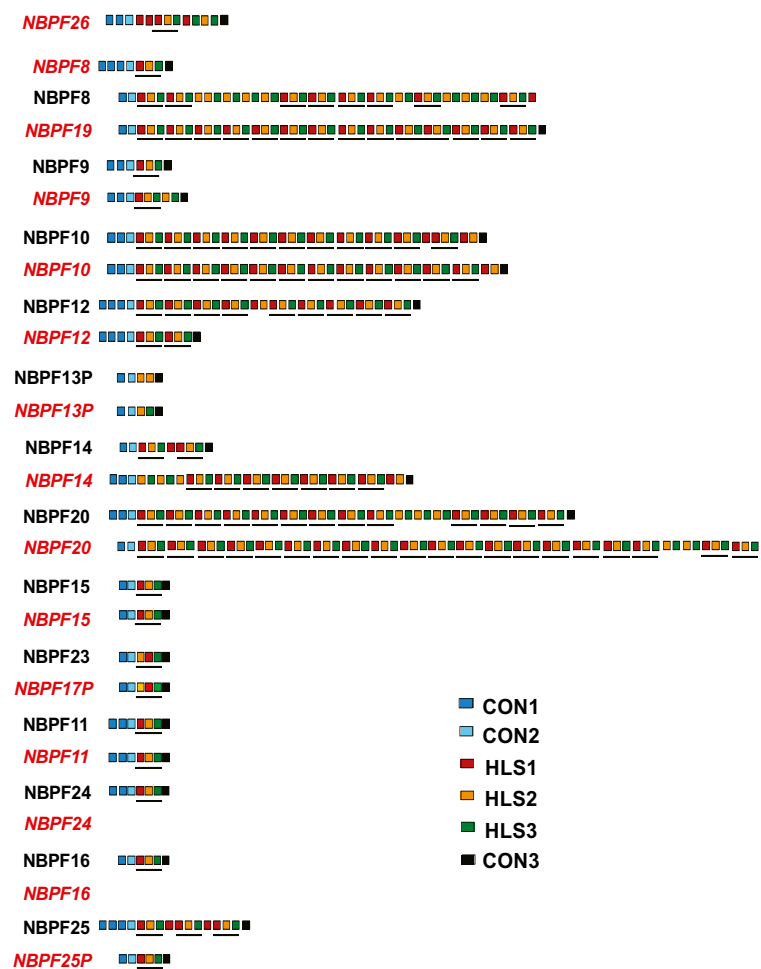 NBPF26
NBPF8
NBPF8
NBPF19
NBPF9
NBPF9
NBPF10
NBPF10
NBPF12
NBPF12
NBPF13P
NBPF13P
NBPF14
NBPF14
NBPF20
NBPF20
NBPF15
NBPF15
NBPF23
NBPF17P
NBPF11
NBPF11
NBPF24
NBPF24
NBPF16
NBPF16
NBPF25
NBPF25P
CON1
CON2
HLS1
HLS2
HLS3
CON3